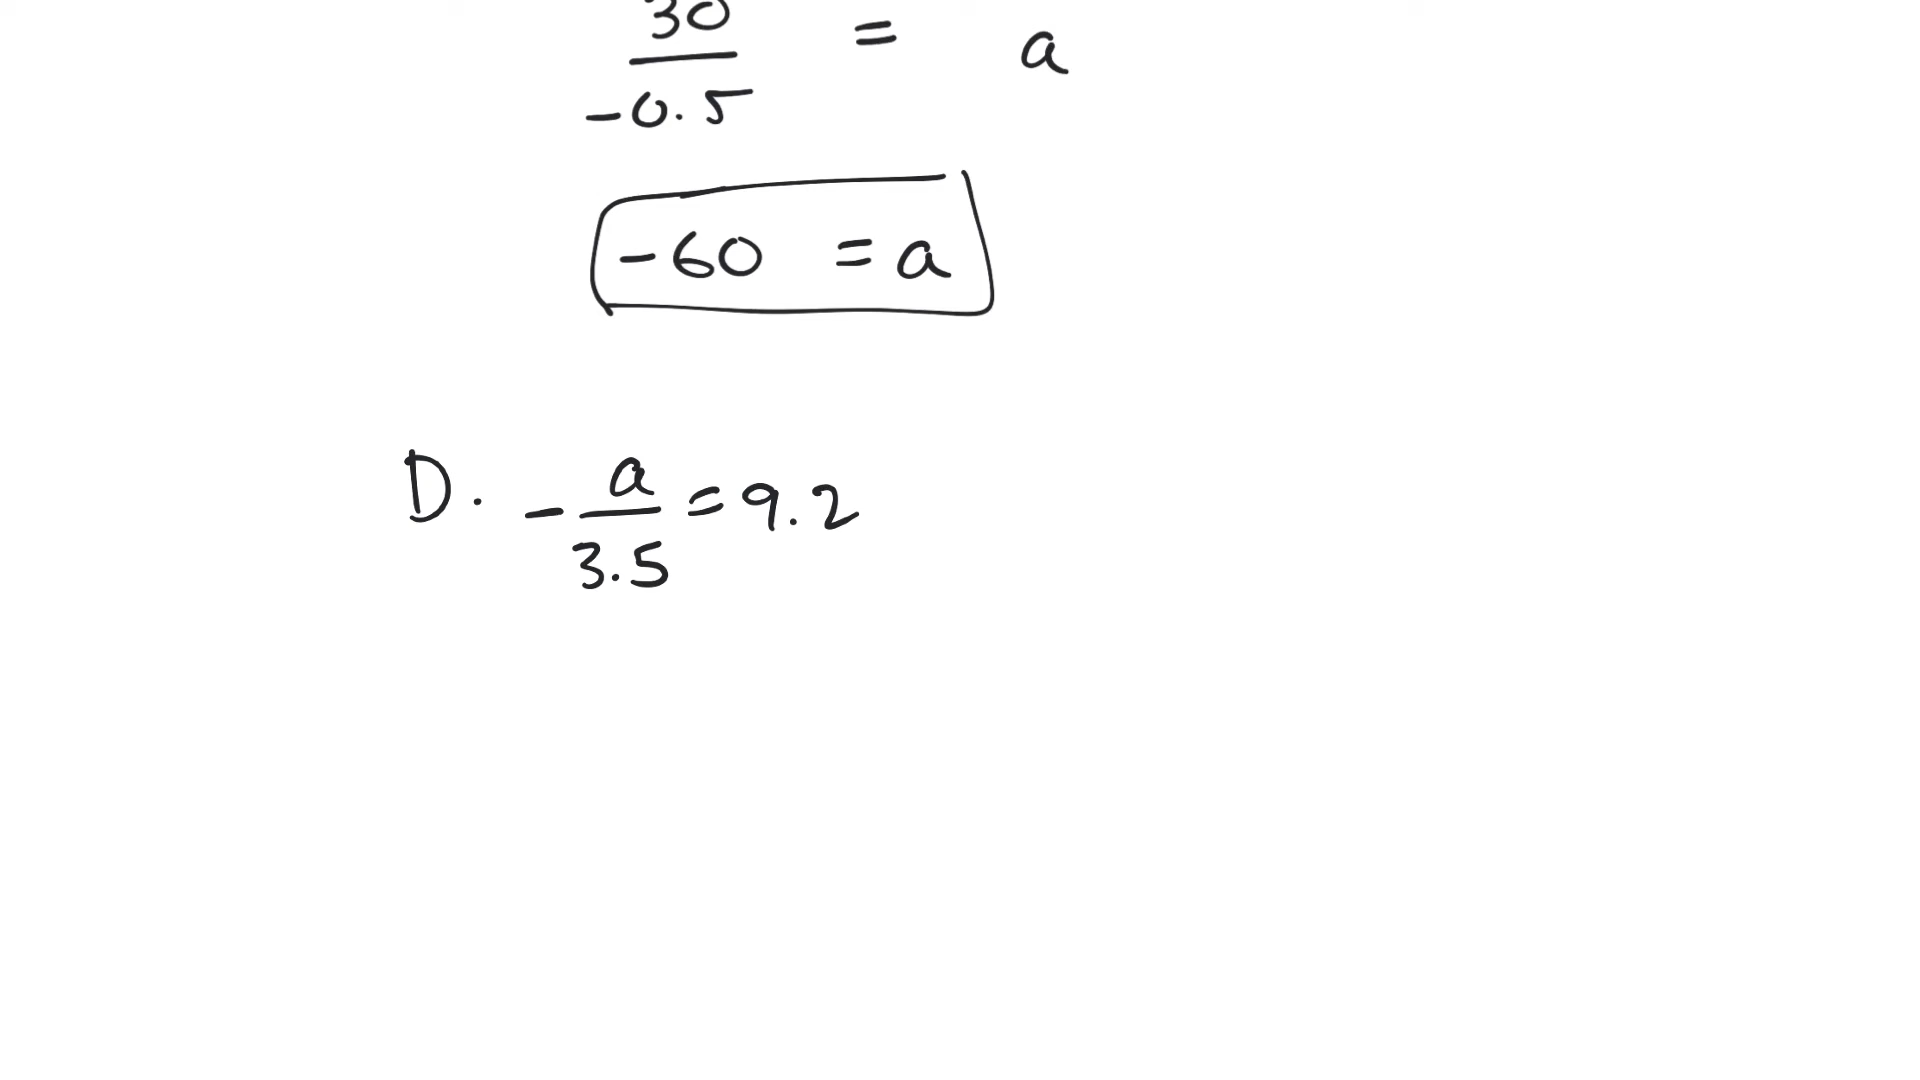 30 = a
-0.5
-60 = a
D. - a = 9.2
3.5